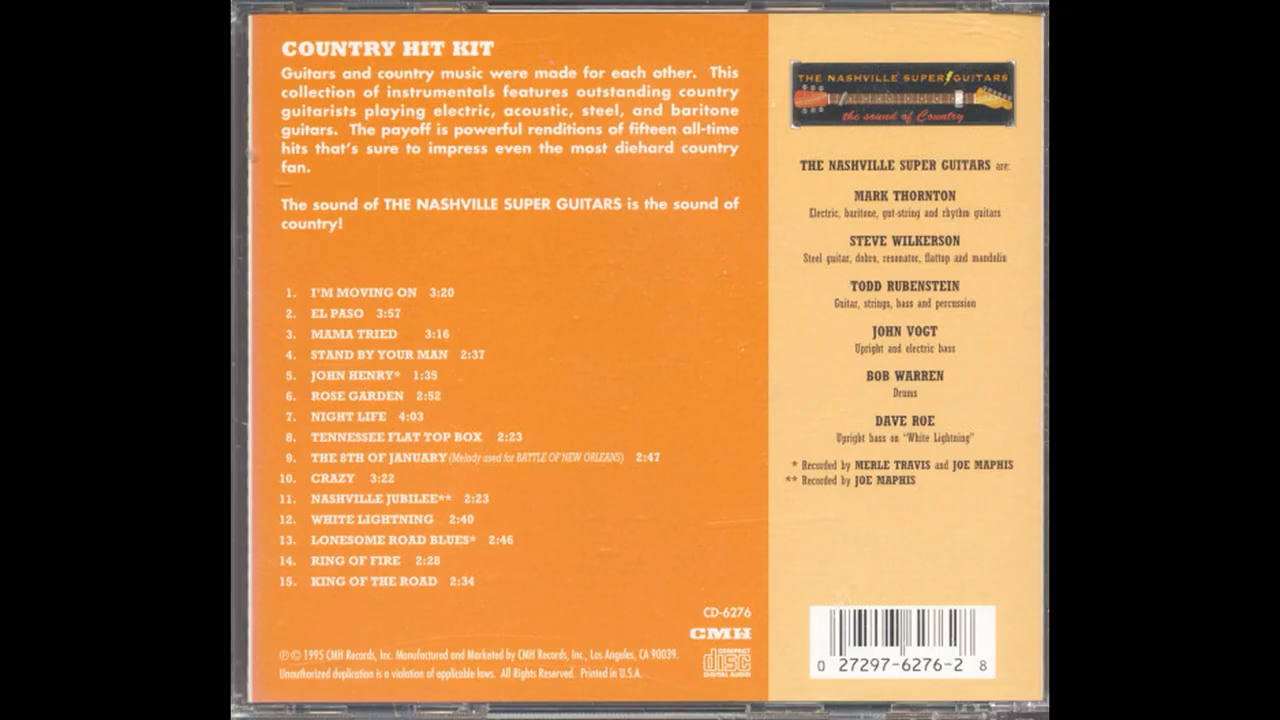 COUNTRY HIT KIT
Guitars and country music were made for each other. This
collection of instrumentals features outstanding country
guitarists playing electric, acoustic, steel, and baritone
guitars. The payoff is powerful renditions of fifteen all-time
hits that's sure to impress even the most diehard country
fan.
The sound of THE NASHVILLE SUPER GUITARS is the sound of
country!
1. I'M MOVING ON 3:20
2. EL PASO 3:57
3. MAMA TRIED 3:16
4. STAND BY YOUR MAN 2:37
5. JOHN HENRY* 1:35
6. ROSE GARDEN 2:52
7. NIGHT LIFE 4:03
8. TENNESSEE FLAT TOP BOX 2:23
9. THE 8TH OF JANUARY (Melody used for BATTLE OF NEW ORLEANS) 2:47
10. CRAZY 3:22
11. NASHVILLE JUBILEE** 2:23
12. WHITE LIGHTNING 2:40
13. LONESOME ROAD BLUES* 2:46
14. RING OF FIRE 2:28
15. KING OF THE ROAD 2:34
CD-6276
CMH
COMPACT
disc
DIGITAL AUDIO
℗© 1995 CMH Records, Inc. Manufactured and Marketed by CMH Records, Inc., Los Angeles, CA 90039.
Unauthorized duplication is a violation of applicable laws. All Rights Reserved. Printed in U.S.A.
THE NASHVILLE SUPER GUITARS
the sound of Country
THE NASHVILLE SUPER GUITARS are:
MARK THORNTON
Electric, baritone, gut-string and rhythm guitars
STEVE WILKERSON
Steel guitar, dobro, resonator, flattop and mandolin
TODD RUBENSTEIN
Guitar, strings, bass and percussion
JOHN VOGT
Upright and electric bass
BOB WARREN
Drums
DAVE ROE
Upright bass on "White Lightning"
* Recorded by MERLE TRAVIS and JOE MAPHIS
** Recorded by JOE MAPHIS
0 27297-6276-2 8